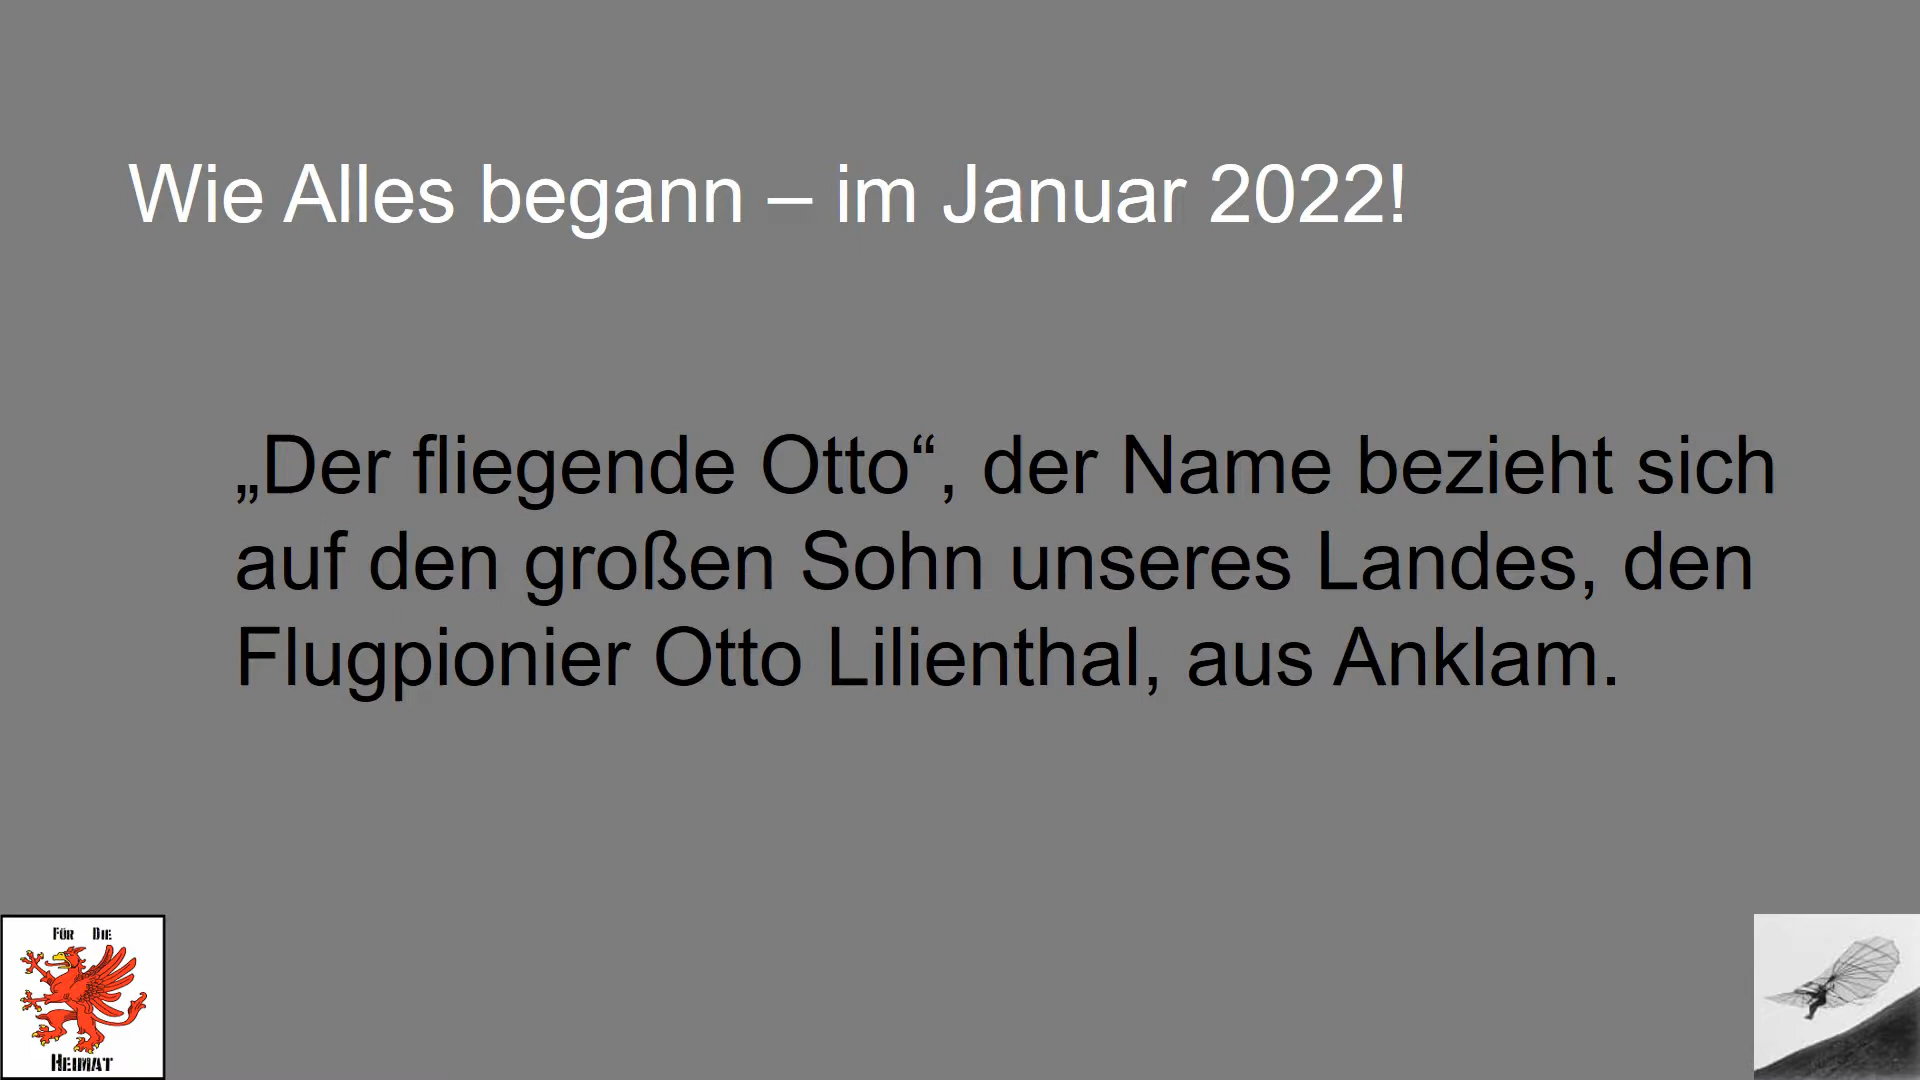 Wie Alles begann – im Januar 2022!
„Der fliegende Otto“, der Name bezieht sich
auf den großen Sohn unseres Landes, den
Flugpionier Otto Lilienthal, aus Anklam.
FÜR DIE
HEIMAT